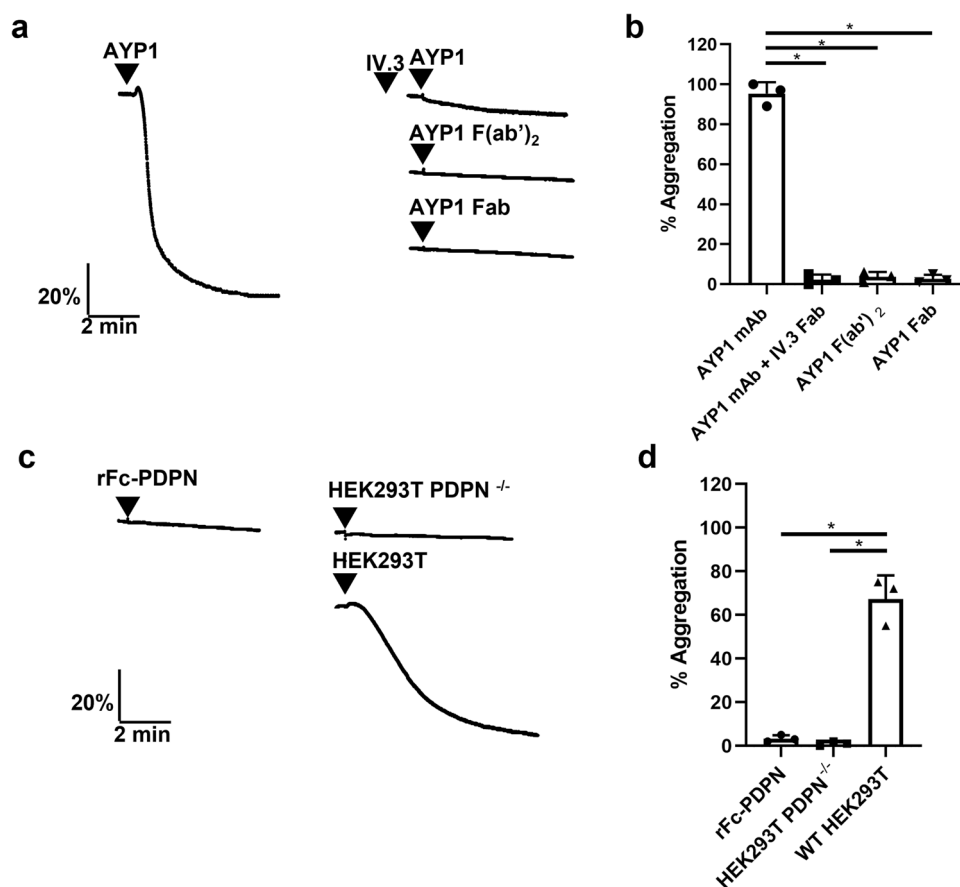 a
AYP1
20%
2 min
IV.3
AYP1
AYP1 F(ab')2
AYP1 Fab
b
% Aggregation
120
100
80
60
40
20
0
*
*
*
AYP1 mAb
AYP1 mAb + IV.3 Fab
AYP1 F(ab') 2
AYP1 Fab
c
rFc-PDPN
20%
2 min
HEK293T PDPN -/-
HEK293T
d
% Aggregation
120
100
80
60
40
20
0
*
*
rFc-PDPN
HEK293T PDPN-/-
WT HEK293T